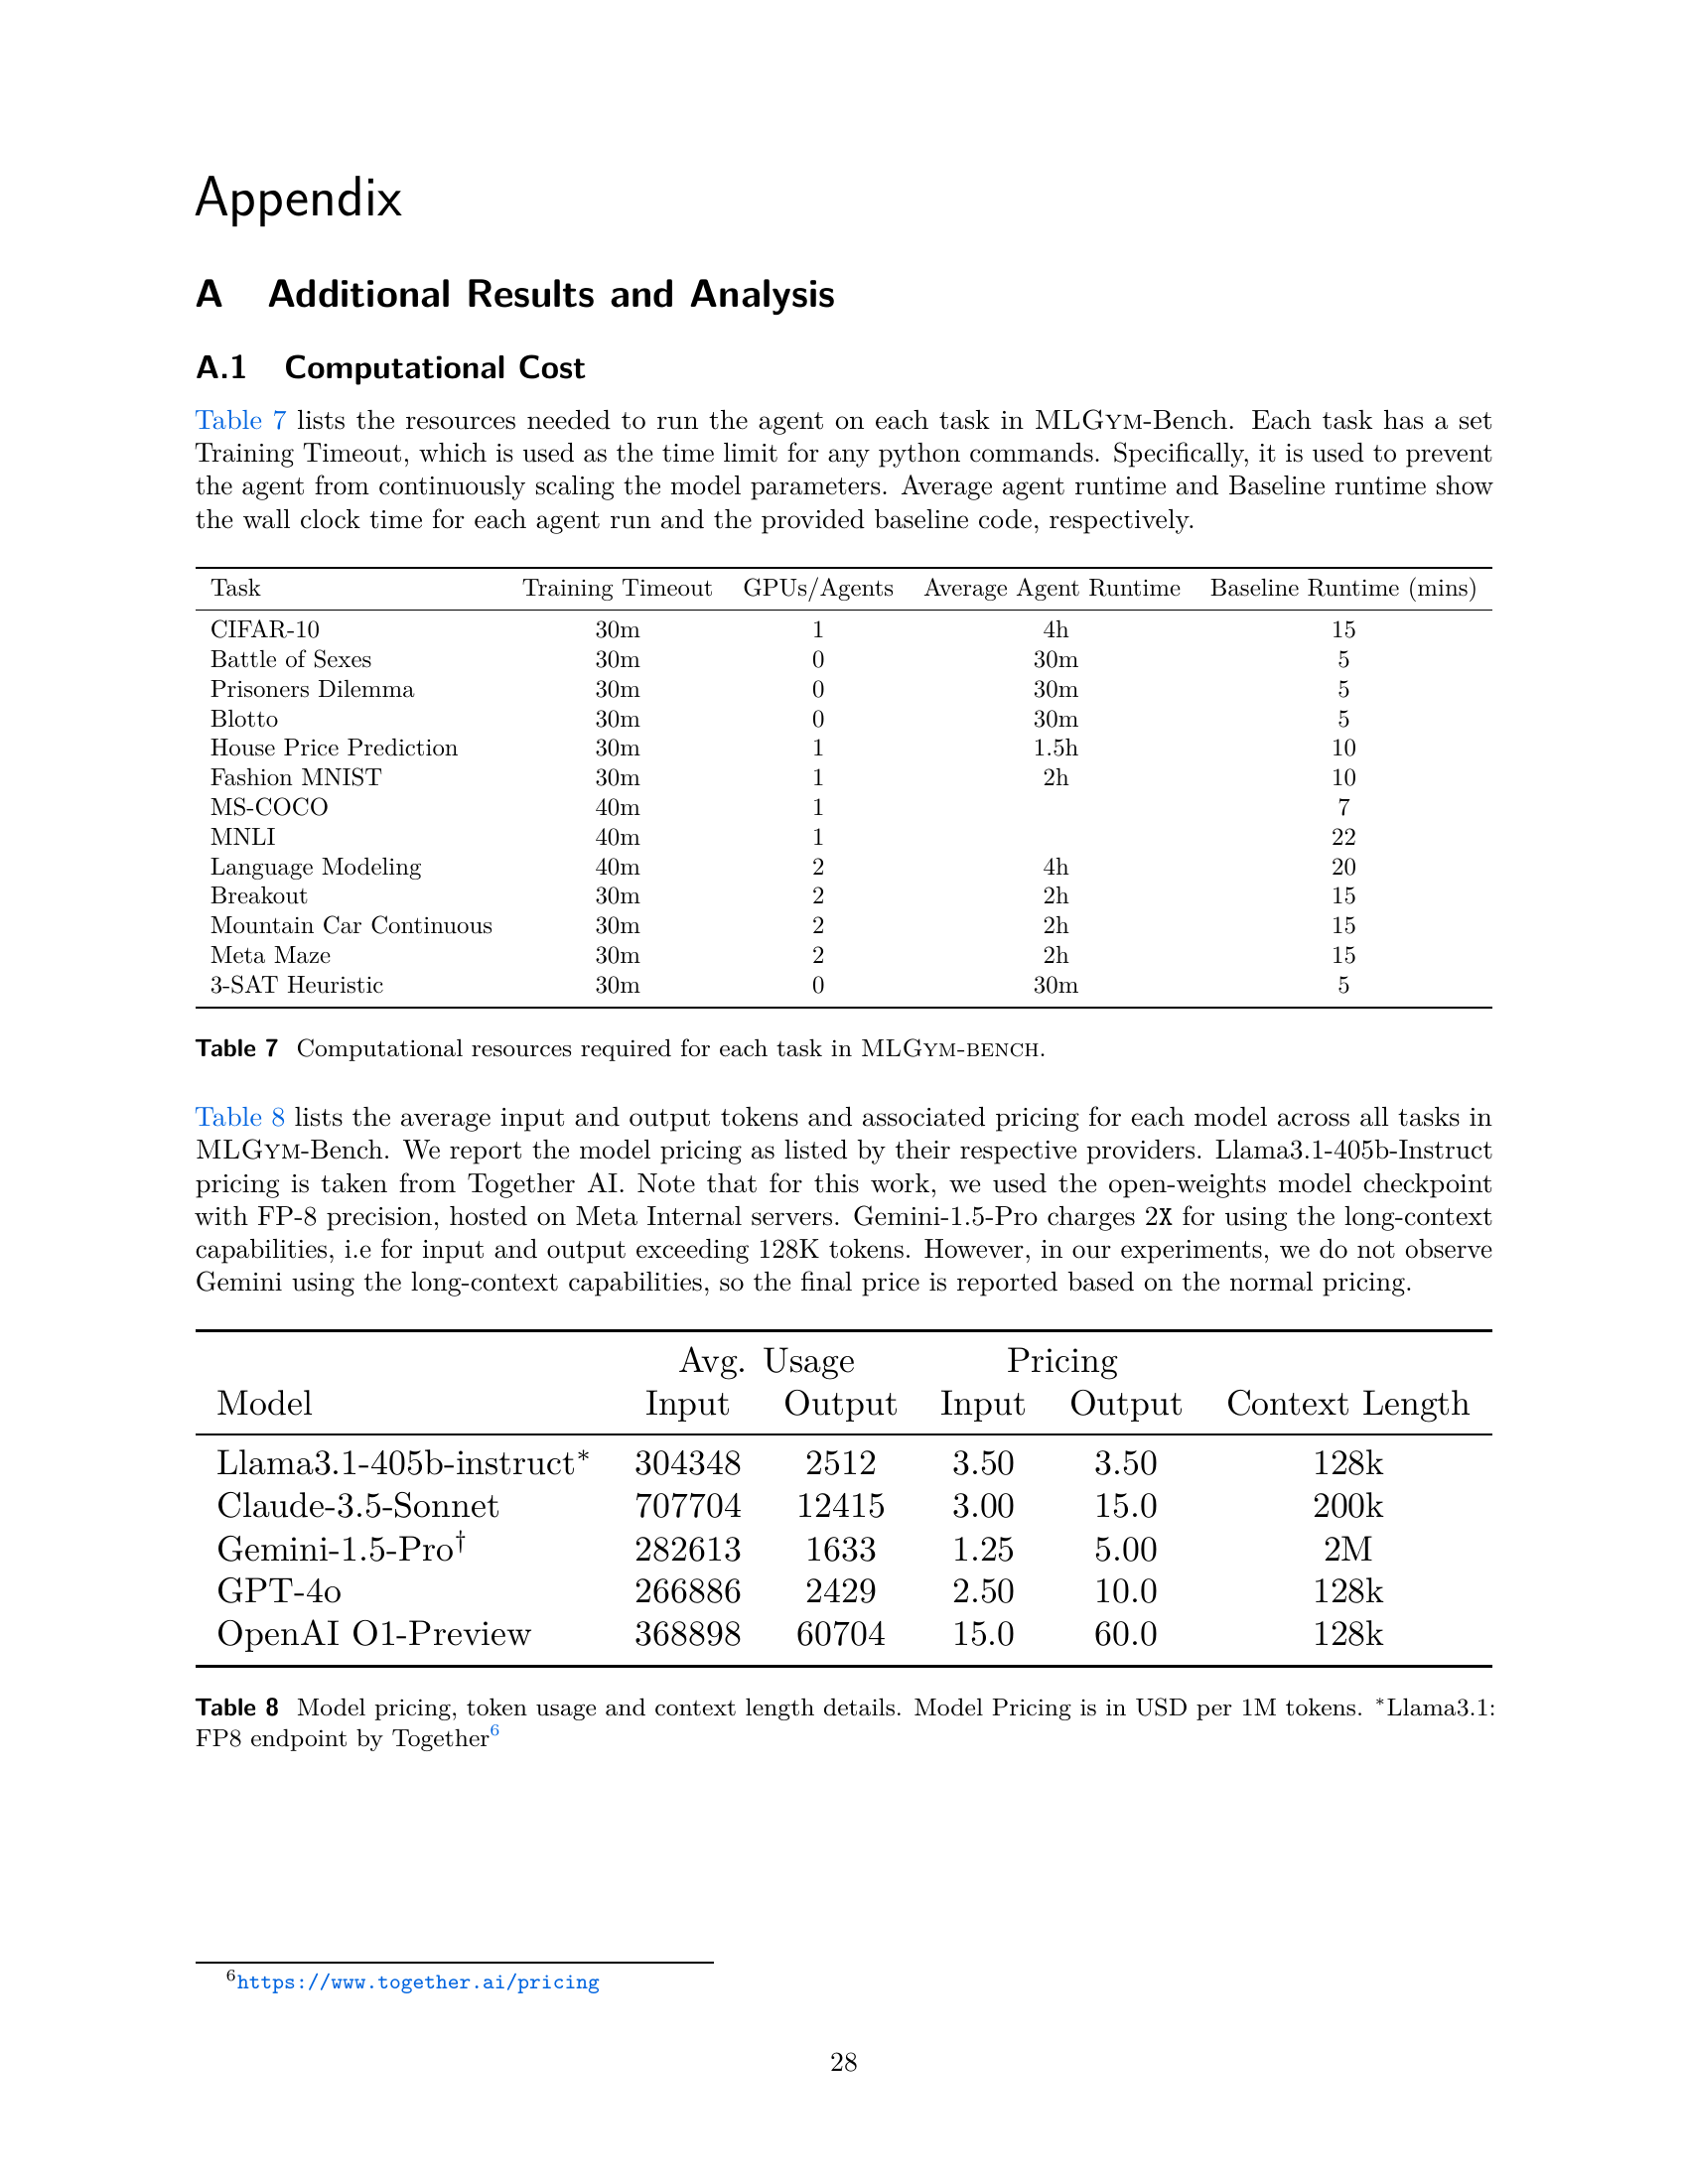 Appendix
A Additional Results and Analysis
A.1 Computational Cost
Table 7 lists the resources needed to run the agent on each task in MLGYM-Bench. Each task has a set
Training Timeout, which is used as the time limit for any python commands. Specifically, it is used to prevent
the agent from continuously scaling the model parameters. Average agent runtime and Baseline runtime show
the wall clock time for each agent run and the provided baseline code, respectively.
Task Training Timeout GPUs/Agents Average Agent Runtime Baseline Runtime (mins)
CIFAR-10 30m 1 4h 15
Battle of Sexes 30m 0 30m 5
Prisoners Dilemma 30m 0 30m 5
Blotto 30m 0 30m 5
House Price Prediction 30m 1 1.5h 10
Fashion MNIST 30m 1 2h 10
MS-COCO 40m 1 7
MNLI 40m 1 22
Language Modeling 40m 2 4h 20
Breakout 30m 2 2h 15
Mountain Car Continuous 30m 2 2h 15
Meta Maze 30m 2 2h 15
3-SAT Heuristic 30m 0 30m 5
Table 7 Computational resources required for each task in MLGYM-BENCH.
Table 8 lists the average input and output tokens and associated pricing for each model across all tasks in
MLGYM-Bench. We report the model pricing as listed by their respective providers. Llama3.1-405b-Instruct
pricing is taken from Together AI. Note that for this work, we used the open-weights model checkpoint
with FP-8 precision, hosted on Meta Internal servers. Gemini-1.5-Pro charges 2X for using the long-context
capabilities, i.e for input and output exceeding 128K tokens. However, in our experiments, we do not observe
Gemini using the long-context capabilities, so the final price is reported based on the normal pricing.
Avg. Usage Pricing
Model Input Output Input Output Context Length
Llama3.1-405b-instruct* 304348 2512 3.50 3.50 128k
Claude-3.5-Sonnet 707704 12415 3.00 15.0 200k
Gemini-1.5-Pro† 282613 1633 1.25 5.00 2M
GPT-4o 266886 2429 2.50 10.0 128k
OpenAI O1-Preview 368898 60704 15.0 60.0 128k
Table 8 Model pricing, token usage and context length details. Model Pricing is in USD per 1M tokens. *Llama3.1:
FP8 endpoint by Together6
6https://www.together.ai/pricing
28